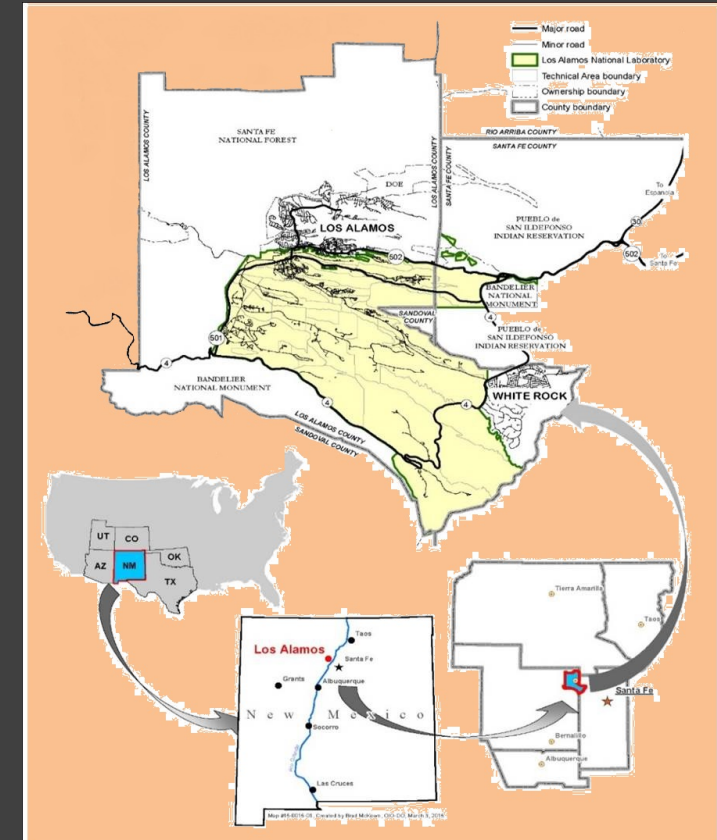 Major road
Minor road
Los Alamos National Laboratory
Technical Area boundary
Ownership boundary
County boundary
LOS ALAMOS COUNTY
SANTA FE
NATIONAL FOREST
RIO ARRIBA COUNTY
SANTA FE COUNTY
LOS ALAMOS COUNTY
SANTA FE COUNTY
DOE
To
Espanola
30
PUEBLO de
SAN ILDEFONSO
INDIAN RESERVATION
LOS ALAMOS
502
502
To
Santa Fe
BANDELIER
NATIONAL
MONUMENT
SANDOVAL
COUNTY
4
PUEBLO de
SAN ILDEFONSO
INDIAN RESERVATION
501
4
BANDELIER
NATIONAL MONUMENT
WHITE ROCK
4
4
LOS ALAMOS COUNTY
SANDOVAL COUNTY
UT
CO
AZ
NM
OK
TX
Taos
Los Alamos
Santa Fe
Grants
Albuquerque
New Mexico
Socorro
Las Cruces
Tierra Amarilla
Taos
Santa Fe
Bernalillo
Albuquerque